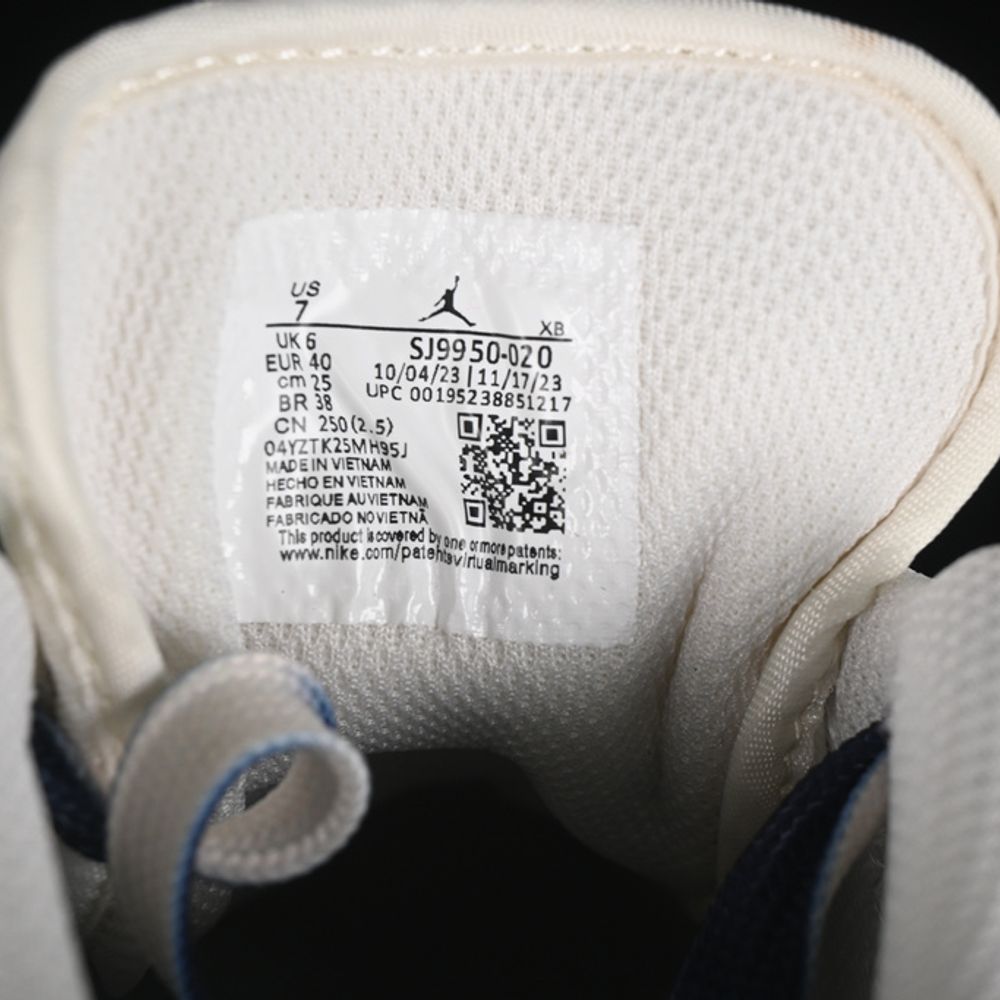 US
7
XB
UK 6
SJ9950-020
EUR 40
10/04/23 | 11/17/23
cm 25
UPC 00195238851217
BR 38
CN 250(2.5)
04YZTK25MH95J
MADE IN VIETNAM
HECHO EN VIETNAM
FABRIQUE AU VIETNAM
FABRICADO NO VIETNÃ
This product is covered by one or more patents:
www.nike.com/patehtsvirtualmarking